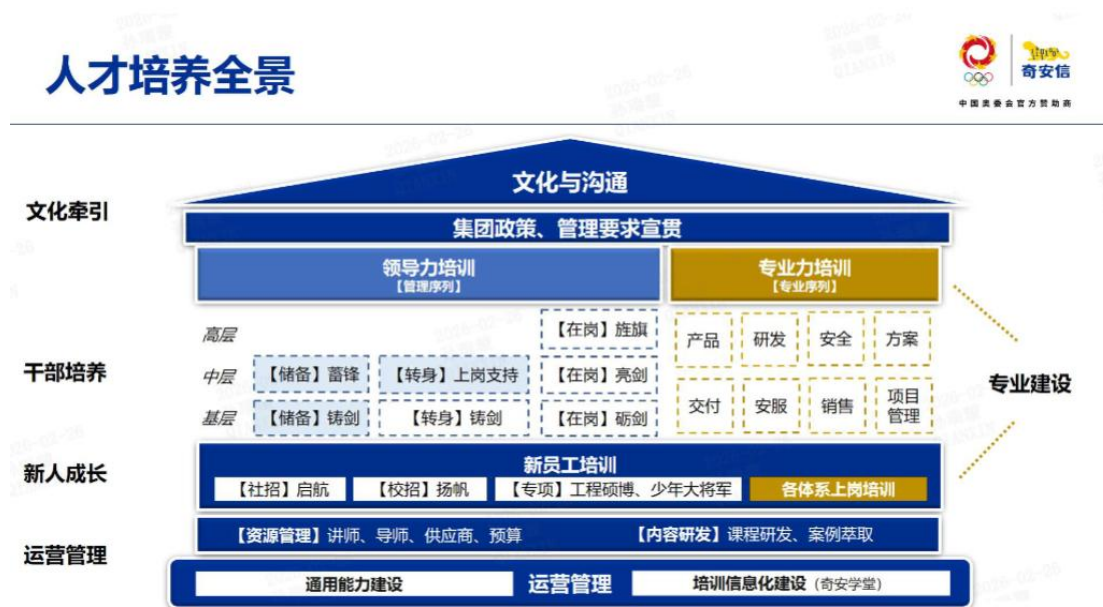 人才培养全景
奇安信
中国奥委会官方赞助商
文化牵引
文化与沟通
集团政策、管理要求宣贯
领导力培训
【管理序列】
专业力培训
【专业序列】
干部培养
高层
【在岗】旌旗
中层
【储备】蓄锋
【转身】上岗支持
【在岗】亮剑
基层
【储备】铸剑
【转身】铸剑
【在岗】砺剑
产品
研发
安全
方案
交付
安服
销售
项目
管理
专业建设
新人成长
新员工培训
【社招】启航
【校招】扬帆
【专项】工程硕博、少年大将军
各体系上岗培训
运营管理
【资源管理】讲师、导师、供应商、预算
【内容研发】课程研发、案例萃取
通用能力建设
运营管理
培训信息化建设（奇安学堂）